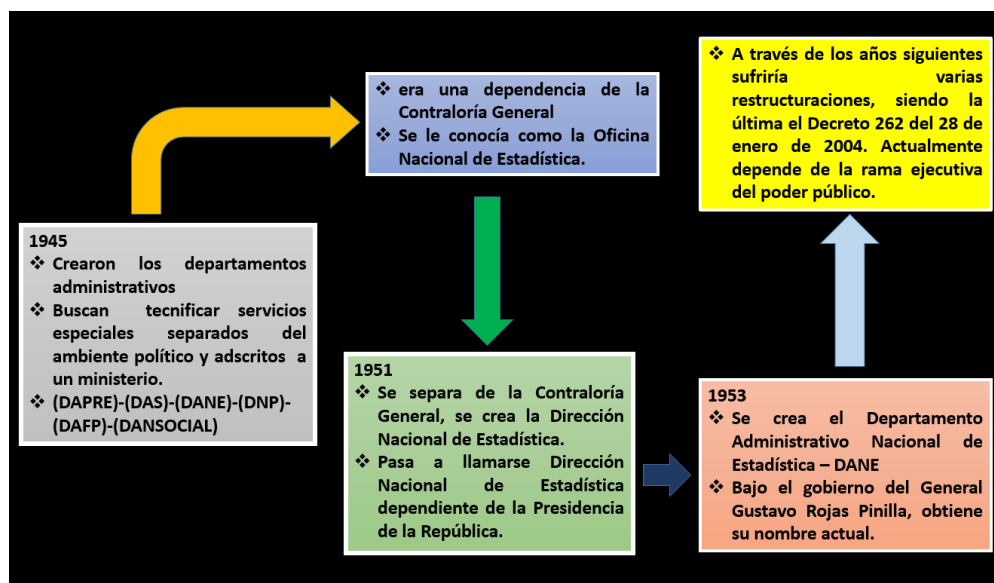 1945
❖ Crearon los departamentos
administrativos
❖ Buscan tecnificar servicios
especiales separados del
ambiente político y adscritos a
un ministerio.
❖ (DAPRE)-(DAS)-(DANE)-(DNP)-
(DAFP)-(DANSOCIAL)
❖ era una dependencia de la
Contraloría General
❖ Se le conocía como la Oficina
Nacional de Estadística.
1951
❖ Se separa de la Contraloría
General, se crea la Dirección
Nacional de Estadística.
❖ Pasa a llamarse Dirección
Nacional de Estadística
dependiente de la Presidencia
de la República.
1953
❖ Se crea el Departamento
Administrativo Nacional de
Estadística – DANE
❖ Bajo el gobierno del General
Gustavo Rojas Pinilla, obtiene
su nombre actual.
❖ A través de los años siguientes
sufriría varias
restructuraciones, siendo la
última el Decreto 262 del 28 de
enero de 2004. Actualmente
depende de la rama ejecutiva
del poder público.